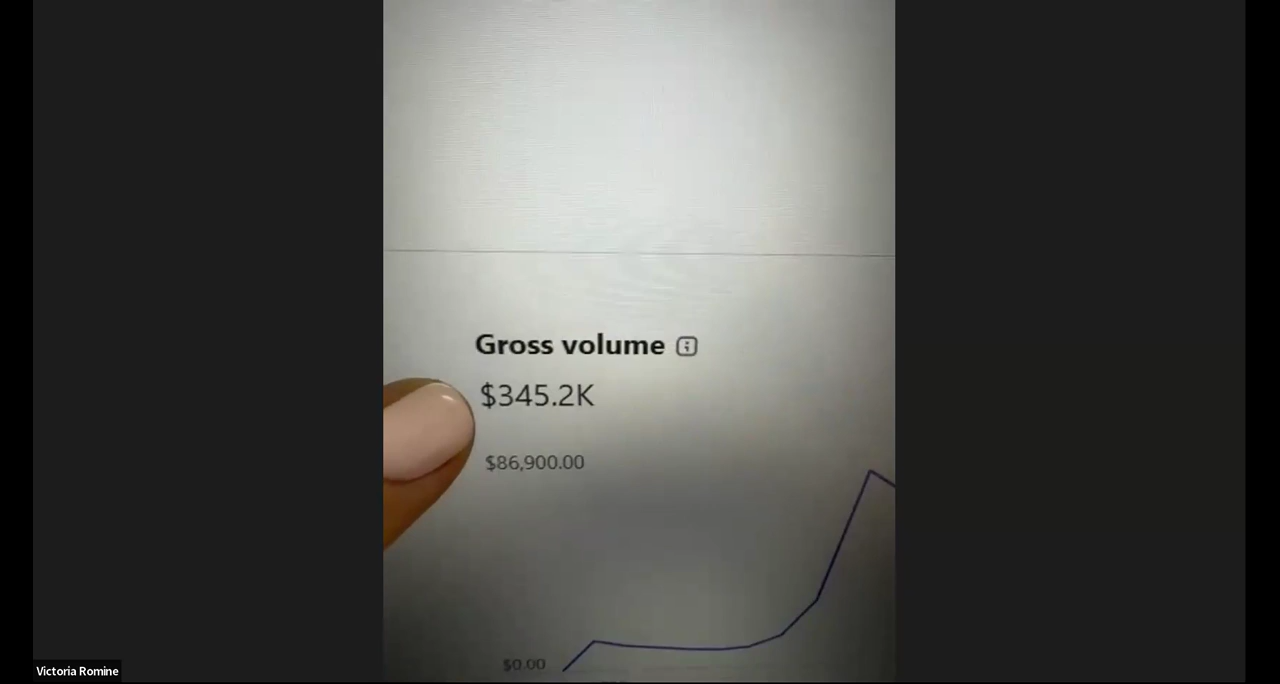 Gross volume
$345.2K
$86,900.00
$0.00
Victoria Romine